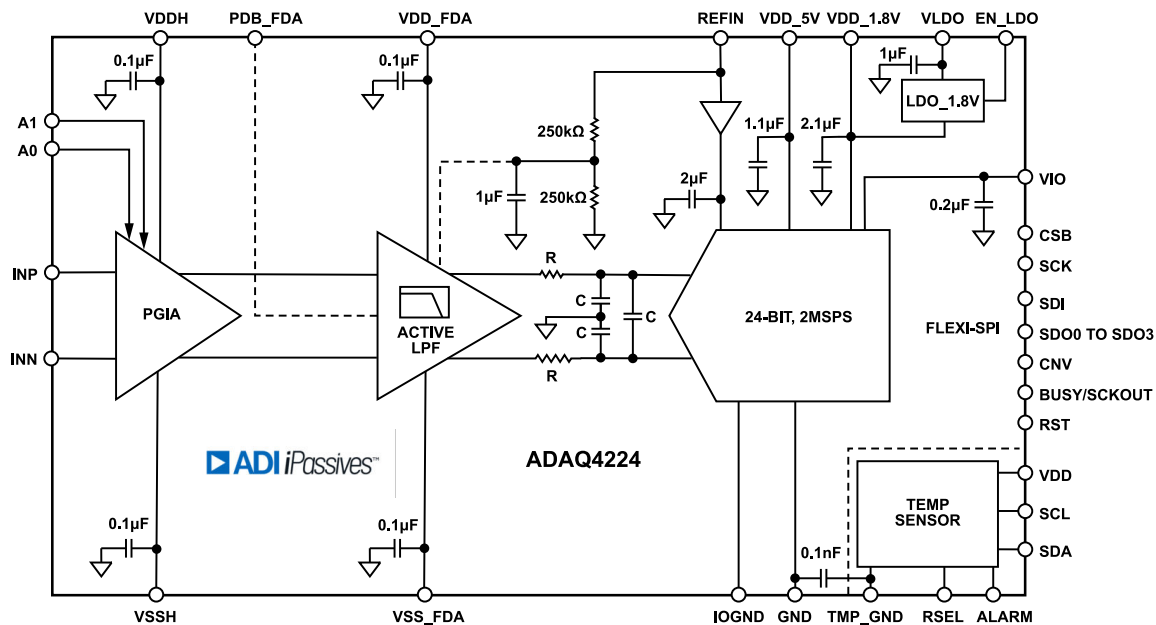 VDDH PDB_FDA VDD_FDA REFIN VDD_5V VDD_1.8V VLDO EN_LDO
0.1µF
0.1µF
1µF
LDO_1.8V
A1
A0
250kΩ
1.1µF
2.1µF
1µF
250kΩ
2µF
VIO
0.2µF
CSB
SCK
SDI
SDO0 TO SDO3
CNV
BUSY/SCKOUT
RST
FLEXI-SPI
INP
INN
PGIA
ACTIVE
LPF
R
C
C
C
R
24-BIT, 2MSPS
ADI iPassives™
ADAQ4224
TEMP
SENSOR
VDD
SCL
SDA
0.1µF
0.1µF
0.1nF
VSSH VSS_FDA IOGND GND TMP_GND RSEL ALARM